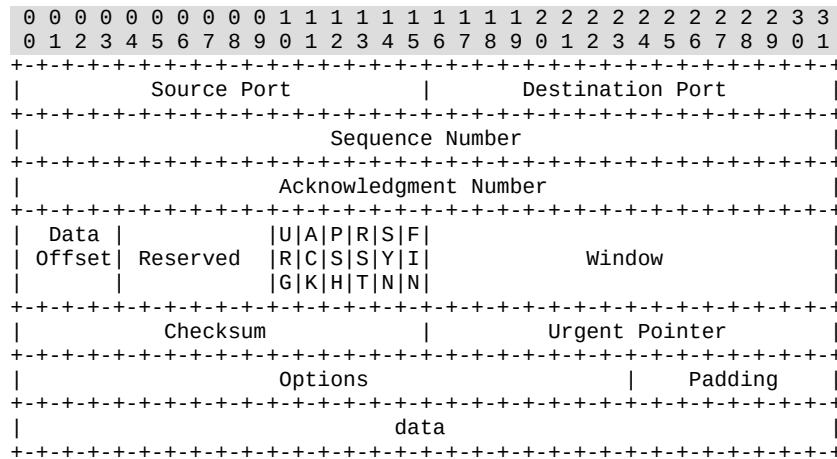 0 0 0 0 0 0 0 0 0 0 1 1 1 1 1 1 1 1 1 1 2 2 2 2 2 2 2 2 2 2 3 3
0 1 2 3 4 5 6 7 8 9 0 1 2 3 4 5 6 7 8 9 0 1 2 3 4 5 6 7 8 9 0 1
+-+-+-+-+-+-+-+-+-+-+-+-+-+-+-+-+-+-+-+-+-+-+-+-+-+-+-+-+-+-+-+-+
| Source Port | Destination Port |
+-+-+-+-+-+-+-+-+-+-+-+-+-+-+-+-+-+-+-+-+-+-+-+-+-+-+-+-+-+-+-+-+
| Sequence Number |
+-+-+-+-+-+-+-+-+-+-+-+-+-+-+-+-+-+-+-+-+-+-+-+-+-+-+-+-+-+-+-+-+
| Acknowledgment Number |
+-+-+-+-+-+-+-+-+-+-+-+-+-+-+-+-+-+-+-+-+-+-+-+-+-+-+-+-+-+-+-+-+
| Data | |U|A|P|R|S|F| |
| Offset| Reserved |R|C|S|S|Y|I| Window |
| | |G|K|H|T|N|N| |
+-+-+-+-+-+-+-+-+-+-+-+-+-+-+-+-+-+-+-+-+-+-+-+-+-+-+-+-+-+-+-+-+
| Checksum | Urgent Pointer |
+-+-+-+-+-+-+-+-+-+-+-+-+-+-+-+-+-+-+-+-+-+-+-+-+-+-+-+-+-+-+-+-+
| Options | Padding |
+-+-+-+-+-+-+-+-+-+-+-+-+-+-+-+-+-+-+-+-+-+-+-+-+-+-+-+-+-+-+-+-+
| data |
+-+-+-+-+-+-+-+-+-+-+-+-+-+-+-+-+-+-+-+-+-+-+-+-+-+-+-+-+-+-+-+-+